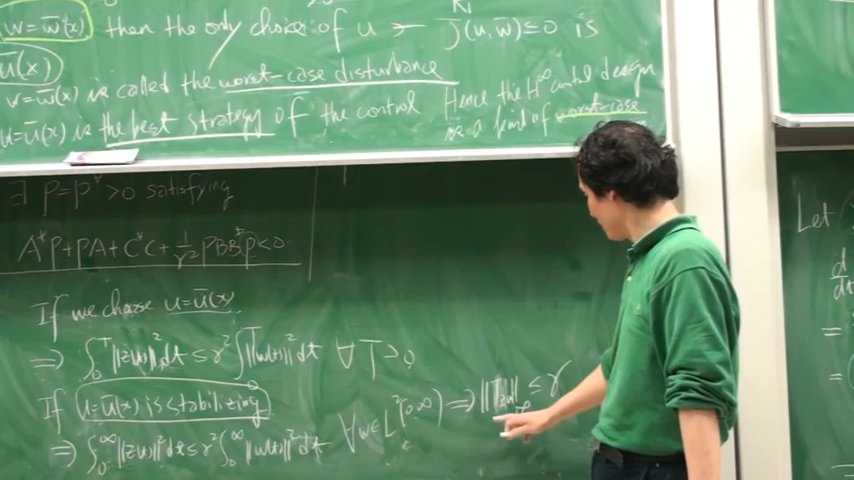 K
w = w̅*(x) then the only choice of u → J(u, w̅) ≤ 0 is
u̅(x)
w = w̅(x) is called the worst-case disturbance
u = u̅(x) is the best strategy of the control
Hence the H∞ control design
is a kind of worst-case
∃ P = P* > 0 satisfying
A*P + PA + C*C + 1/γ² PBB*P < 0
If we choose u = u̅(x)
⇒ ∫₀ᵀ ||z(t)||² dt ≤ γ² ∫₀ᵀ ||w(t)||² dt ∀ T > 0
If u = u̅(x) is stabilizing
⇒ ∫₀^∞ ||z(t)||² dt ≤ γ² ∫₀^∞ ||w(t)||² dt ∀ w ∈ L²(0,∞) ⇒ ||T_zw||_∞ ≤ γ
Let
d
=
=